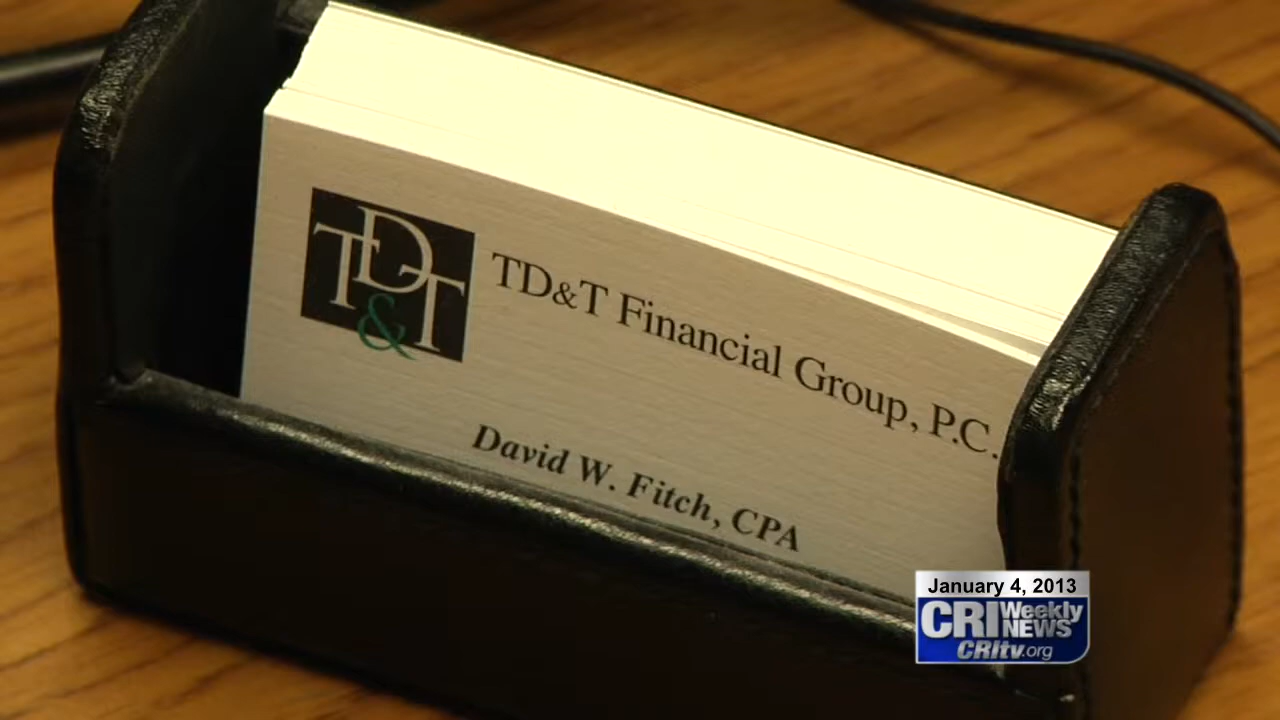 TD&T
TD&T Financial Group, P.C.
David W. Fitch, CPA
January 4, 2013
CRI Weekly NEWS
CRItv.org